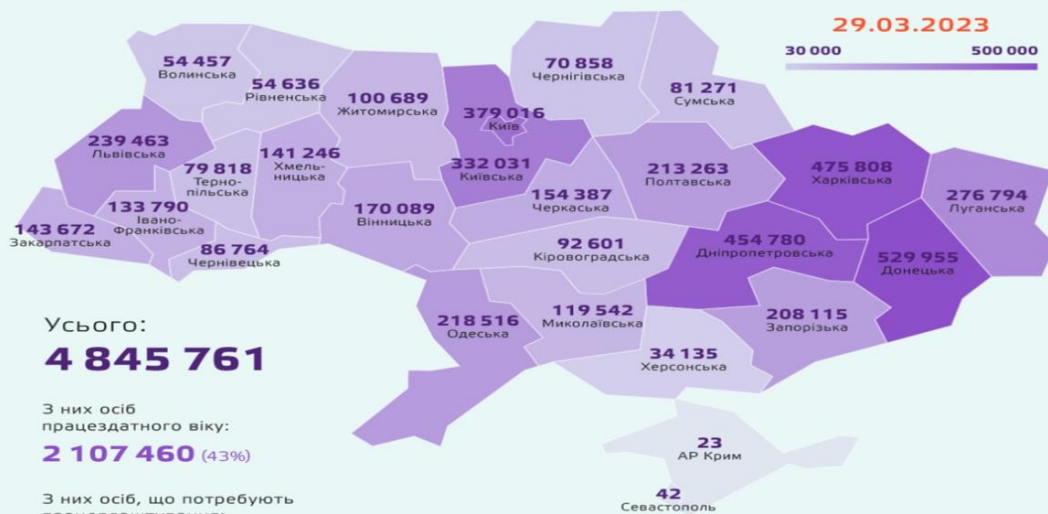 29.03.2023
30 000 500 000
54 457
Волинська
54 636
Рівненська
100 689
Житомирська
70 858
Чернігівська
81 271
Сумська
379 016
Київ
332 031
Київська
239 463
Львівська
79 818
Терно-
пільська
141 246
Хмель-
ницька
213 263
Полтавська
475 808
Харківська
276 794
Луганська
143 672
Закарпатська
133 790
Івано-
Франківська
86 764
Чернівецька
170 089
Вінницька
154 387
Черкаська
92 601
Кіровоградська
454 780
Дніпропетровська
529 955
Донецька
218 516
Одеська
119 542
Миколаївська
208 115
Запорізька
34 135
Херсонська
23
АР Крим
42
Севастополь
Усього:
4 845 761
З них осіб
працездатного віку:
2 107 460 (43%)
З них осіб, що потребують